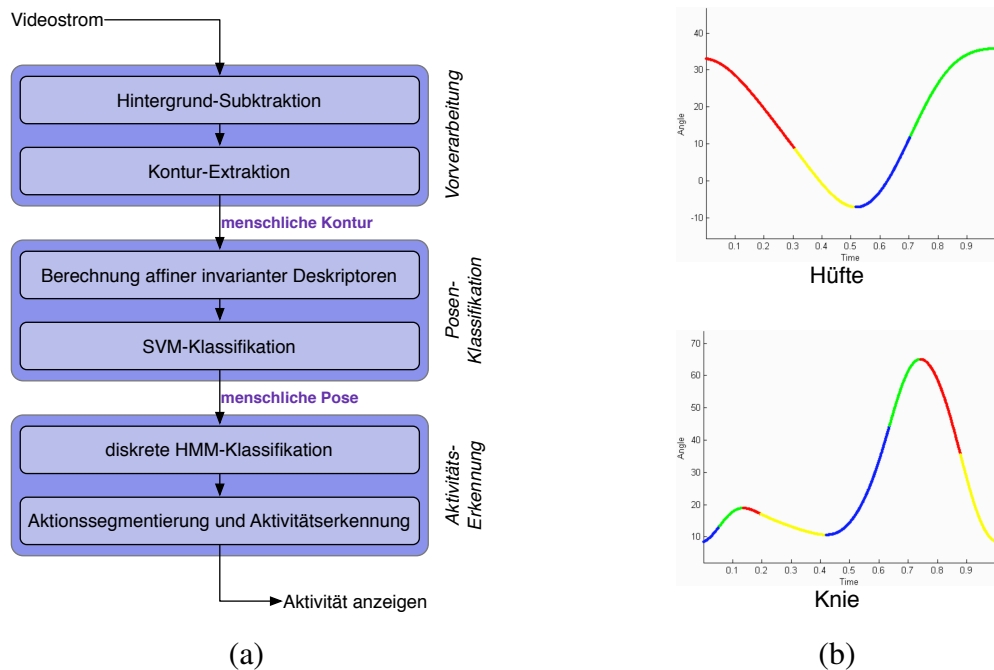 Videostrom
Hintergrund-Subktraktion
Kontur-Extraktion
Vorverarbeitung
menschliche Kontur
Berechnung affiner invarianter Deskriptoren
SVM-Klassifikation
Posen-
Klassifikation
menschliche Pose
diskrete HMM-Klassifikation
Aktionssegmentierung und Aktivitätserkennung
Aktivitäts-
Erkennung
Aktivität anzeigen
(a)
40
30
20
10
0
-10
Angle
0.1 0.2 0.3 0.4 0.5 0.6 0.7 0.8 0.9
Time
Hüfte
70
60
50
40
30
20
10
Angle
0.1 0.2 0.3 0.4 0.5 0.6 0.7 0.8 0.9
Time
Knie
(b)